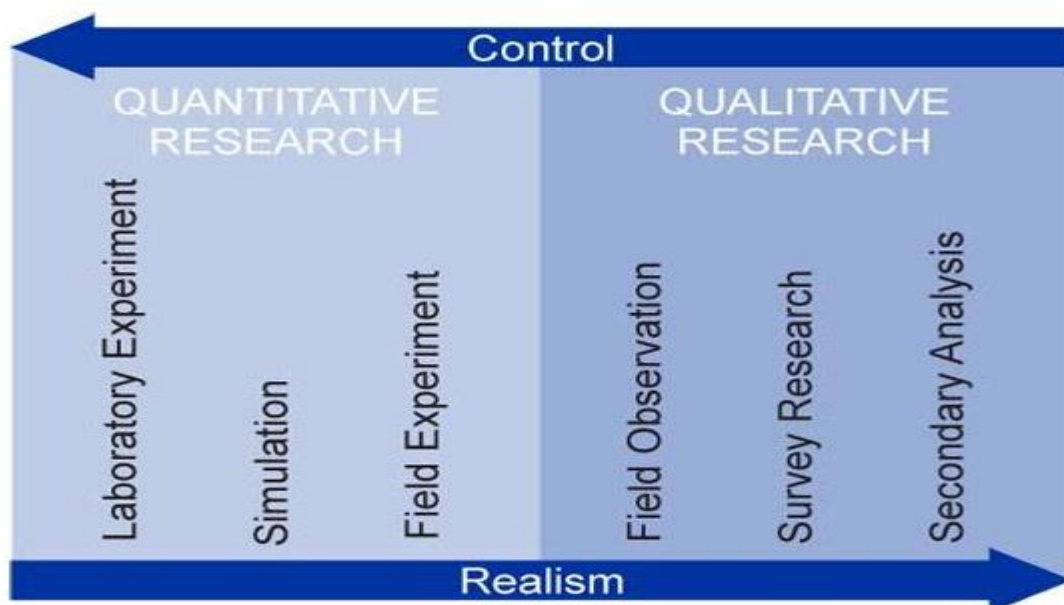 Control
QUANTITATIVE
RESEARCH
QUALITATIVE
RESEARCH
Laboratory Experiment
Simulation
Field Experiment
Field Observation
Survey Research
Secondary Analysis
Realism